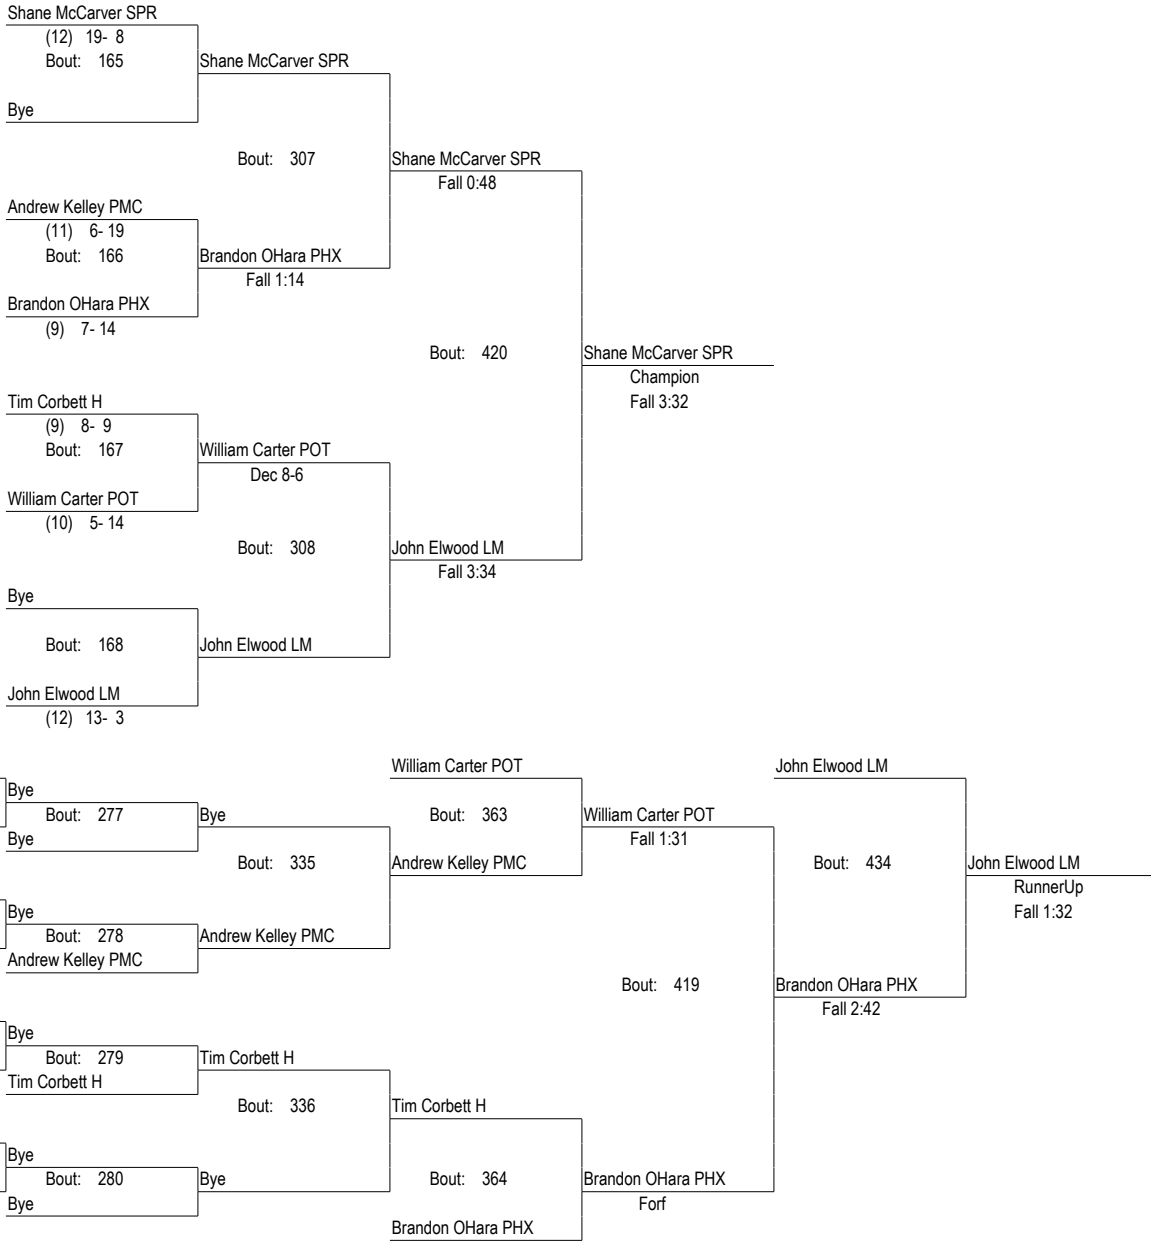 Shane McCarver SPR
(12) 19- 8
Bout: 165
Shane McCarver SPR
Bye
Bout: 307
Shane McCarver SPR
Fall 0:48
Andrew Kelley PMC
(11) 6- 19
Bout: 166
Brandon OHara PHX
Fall 1:14
Brandon OHara PHX
(9) 7- 14
Bout: 420
Shane McCarver SPR
Champion
Fall 3:32
Tim Corbett H
(9) 8- 9
Bout: 167
William Carter POT
Dec 8-6
William Carter POT
(10) 5- 14
Bout: 308
John Elwood LM
Fall 3:34
Bye
Bout: 168
John Elwood LM
John Elwood LM
(12) 13- 3
William Carter POT
John Elwood LM
Bye
Bout: 277
Bye
Bout: 363
William Carter POT
Bye
Fall 1:31
Bout: 335
Andrew Kelley PMC
Bout: 434
John Elwood LM
RunnerUp
Fall 1:32
Bye
Bout: 278
Andrew Kelley PMC
Andrew Kelley PMC
Bout: 419
Brandon OHara PHX
Fall 2:42
Bye
Bout: 279
Tim Corbett H
Tim Corbett H
Bout: 336
Tim Corbett H
Bye
Bout: 280
Bye
Bout: 364
Brandon OHara PHX
Bye
Forf
Brandon OHara PHX